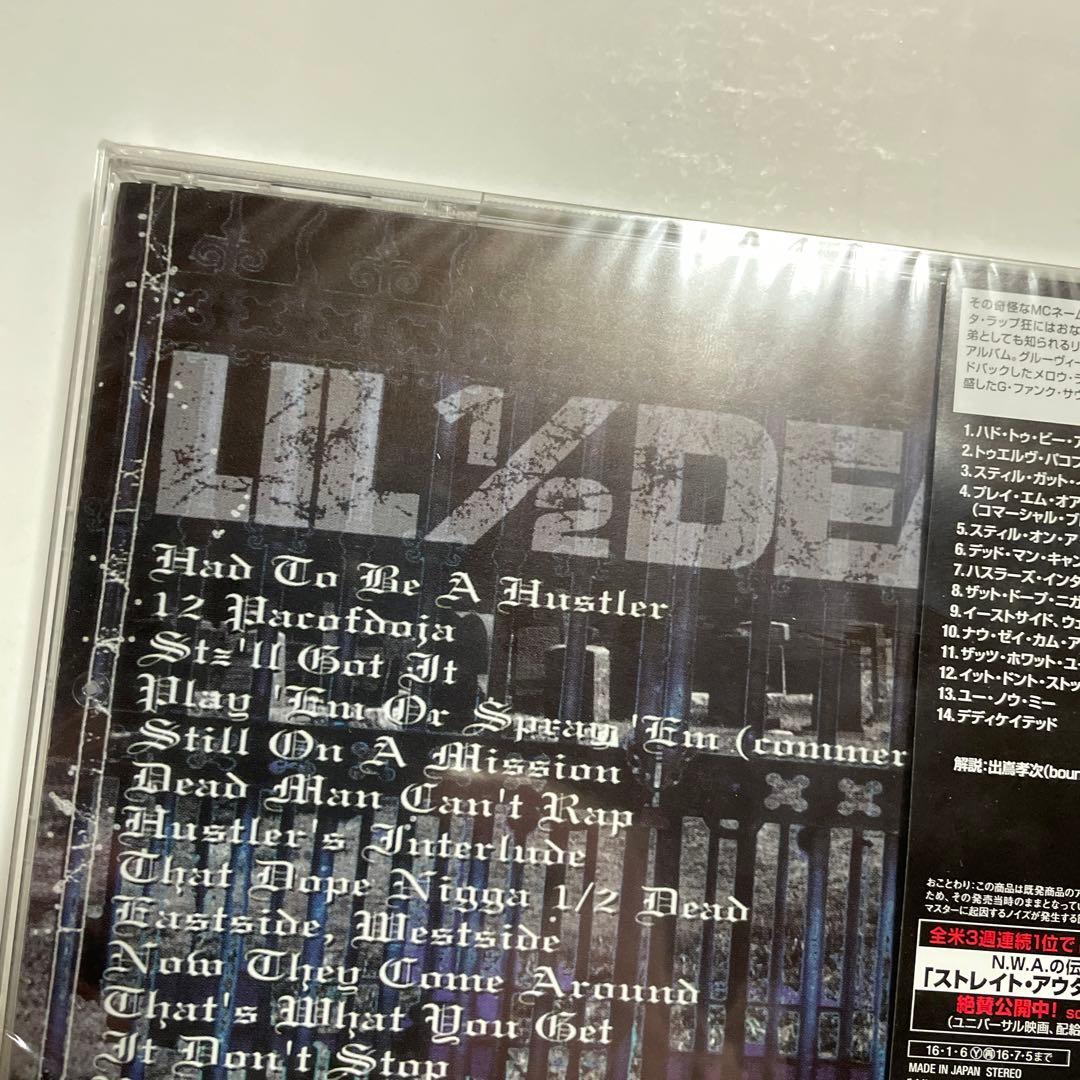 LIL 1/2 DEA
Had To Be A Hustler
12 Pacofdoja
Stz'll Got It
Play 'Em Or Spray 'Em (commer
Still On A Mission
Dead Man Can't Rap
Hustler's Interlude
That Dope Nigga 1/2 Dead
Eastside, Westside
Now They Come Around
That's What You Get
It Don't Stop
その奇怪なMCネーム
タ・ラップ狂にはおな
弟としても知られるリ
アルバム。グルーヴィー
ドバックしたメロウ・
盛したG・ファンク・サウ
1.ハド・トゥ・ビー・ア
2.トゥエルヴ・パコフ
3.スティル・ガット・
4.プレイ・エム・オア
(コマーシャル・プ
5.スティル・オン・ア
6.デッド・マン・キャン
7.ハスラーズ・インタ
8.ザット・ドープ・ニガ
9.イーストサイド、ウェ
10.ナウ・ゼイ・カム・ア
11.ザッツ・ホワット・ユー
12.イット・ドント・ストッ
13.ユー・ノウ・ミー
14.デディケイテッド
解説:出嶌孝次(boun
おことわり:この商品は既発商品のア
ため、その発売当時のままとなってい
マスターに起因するノイズが発生する
全米3週連続1位で
N.W.A.の伝
「ストレイト・アウタ
絶賛公開中!
(ユニバーサル映画、配給
16・1・6 Ⓨ㊢16・7・5まで
MADE IN JAPAN STEREO